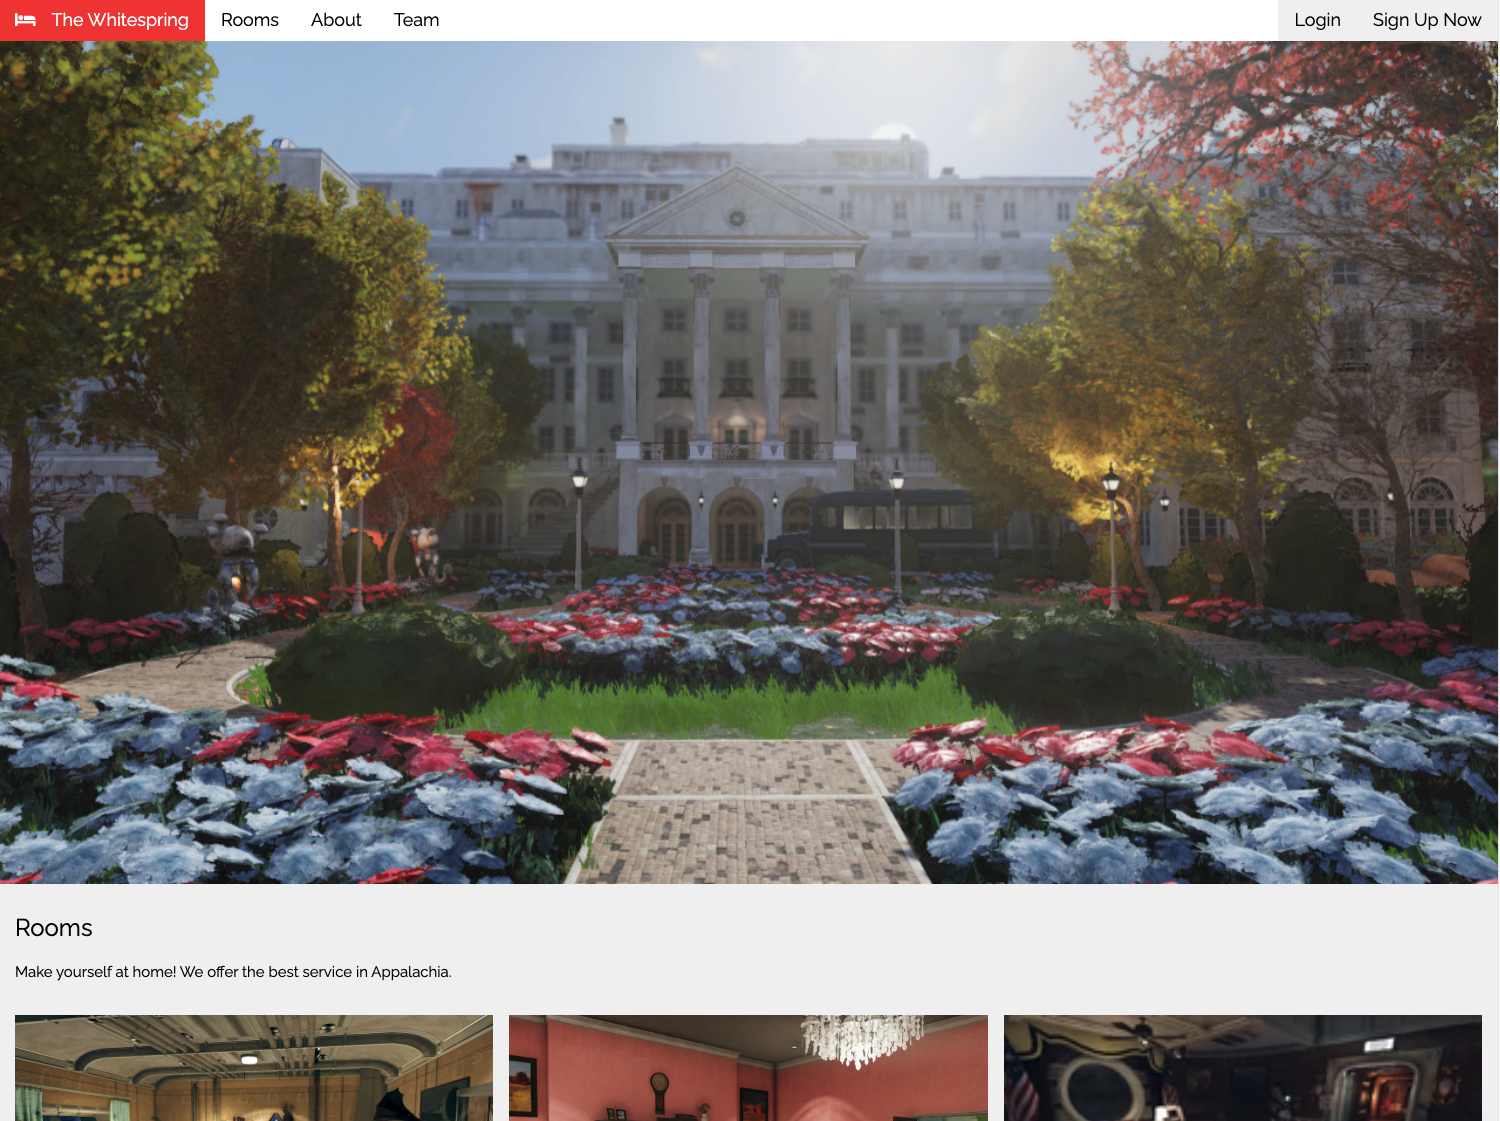 The Whitespring Rooms About Team Login Sign Up Now
Rooms
Make yourself at home! We offer the best service in Appalachia.